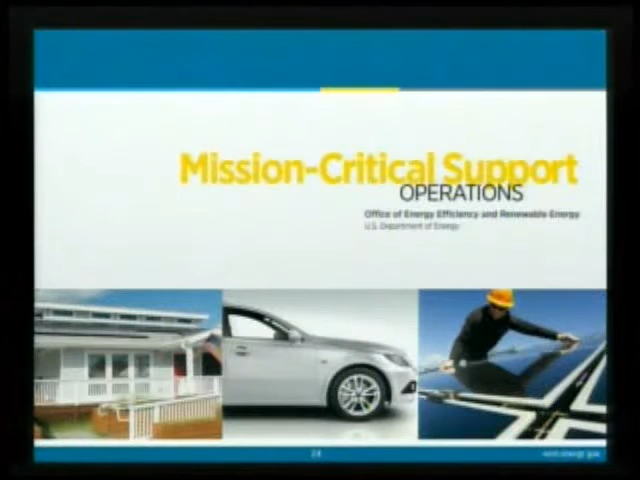 Mission-Critical Support
OPERATIONS
Office of Energy Efficiency and Renewable Energy
U.S. Department of Energy